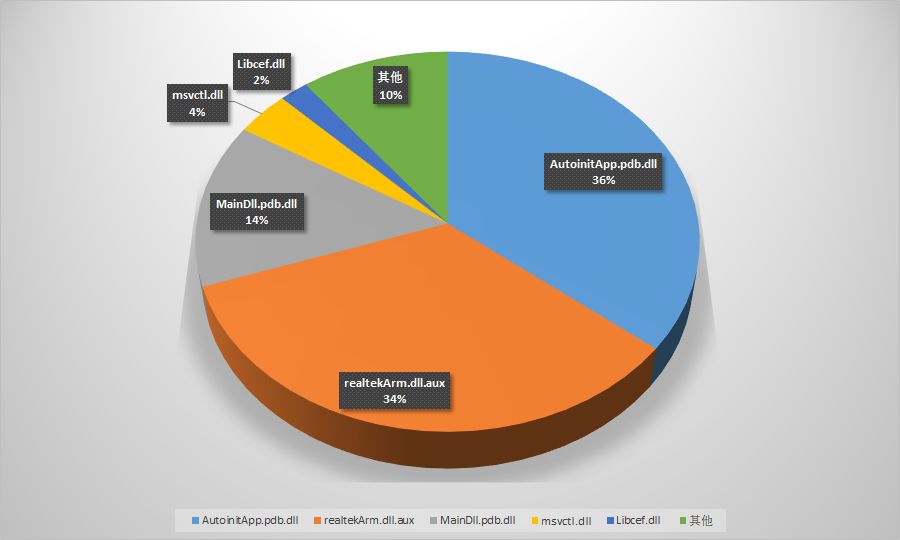 Libcef.dll
2%
其他
10%
msvctl.dll
4%
AutoinitApp.pdb.dll
36%
MainDll.pdb.dll
14%
realtekArm.dll.aux
34%
AutoinitApp.pdb.dll realtekArm.dll.aux MainDll.pdb.dll msvctl.dll Libcef.dll 其他